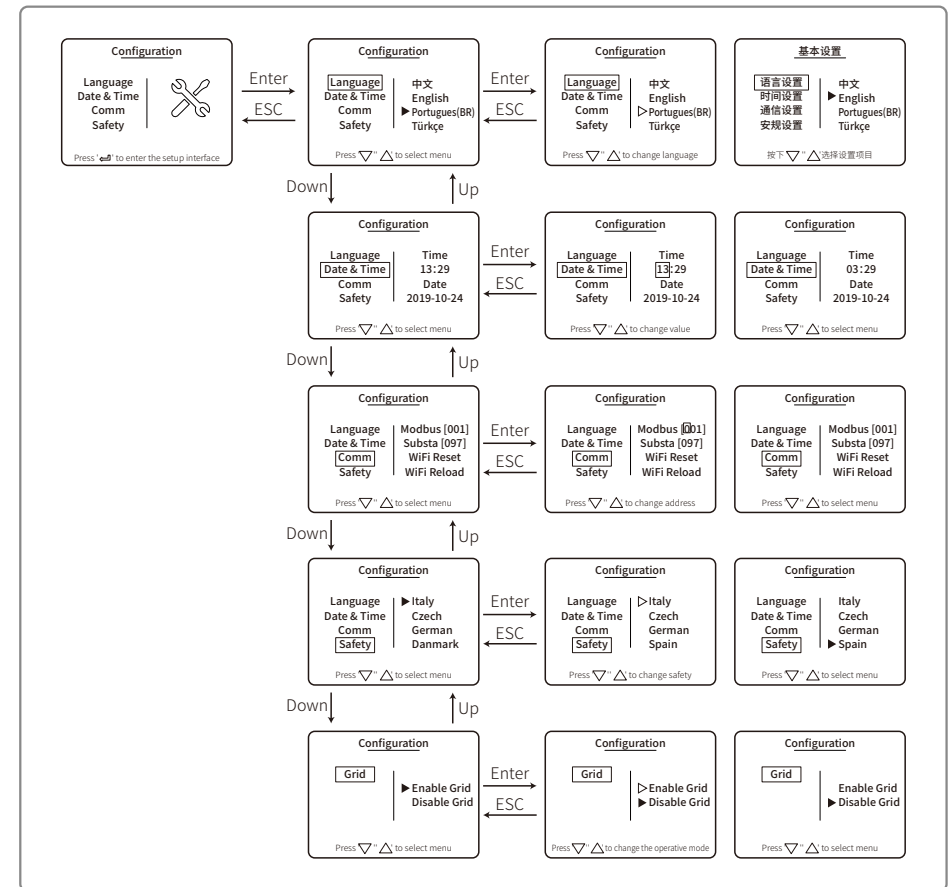 Configuration
Language
Date & Time
Comm
Safety
Press '⏎' to enter the setup interface
Enter
ESC
Configuration
Language
Date & Time
Comm
Safety
中文
English
▶Portugues(BR)
Türkçe
Press ▽" △' to select menu
Enter
ESC
Configuration
Language
Date & Time
Comm
Safety
中文
English
▷Portugues(BR)
Türkçe
Press ▽" △' to change language
基本设置
语言设置
时间设置
通信设置
安规设置
中文
▶English
Portugues(BR)
Türkçe
按下 ▽" △'选择设置项目
Down
Up
Configuration
Language
Date & Time
Comm
Safety
Time
13:29
Date
2019-10-24
Press ▽" △' to select menu
Enter
ESC
Configuration
Language
Date & Time
Comm
Safety
Time
13:29
Date
2019-10-24
Press ▽" △' to change value
Configuration
Language
Date & Time
Comm
Safety
Time
03:29
Date
2019-10-24
Press ▽" △' to select menu
Down
Up
Configuration
Language
Date & Time
Comm
Safety
Modbus [001]
Substa [097]
WiFi Reset
WiFi Reload
Press ▽" △' to select menu
Enter
ESC
Configuration
Language
Date & Time
Comm
Safety
Modbus [001]
Substa [097]
WiFi Reset
WiFi Reload
Press ▽" △' to change address
Configuration
Language
Date & Time
Comm
Safety
Modbus [001]
Substa [097]
WiFi Reset
WiFi Reload
Press ▽" △' to select menu
Down
Up
Configuration
Language
Date & Time
Comm
Safety
▶Italy
Czech
German
Danmark
Press ▽" △' to select menu
Enter
ESC
Configuration
Language
Date & Time
Comm
Safety
▷Italy
Czech
German
Spain
Press ▽" △' to change safety
Configuration
Language
Date & Time
Comm
Safety
Italy
Czech
German
▶Spain
Press ▽" △' to select menu
Down
Up
Configuration
Grid
▶Enable Grid
Disable Grid
Press ▽" △' to select menu
Enter
ESC
Configuration
Grid
▷Enable Grid
▶Disable Grid
Press ▽" △' to change the operative mode
Configuration
Grid
Enable Grid
▶Disable Grid
Press ▽" △' to select menu